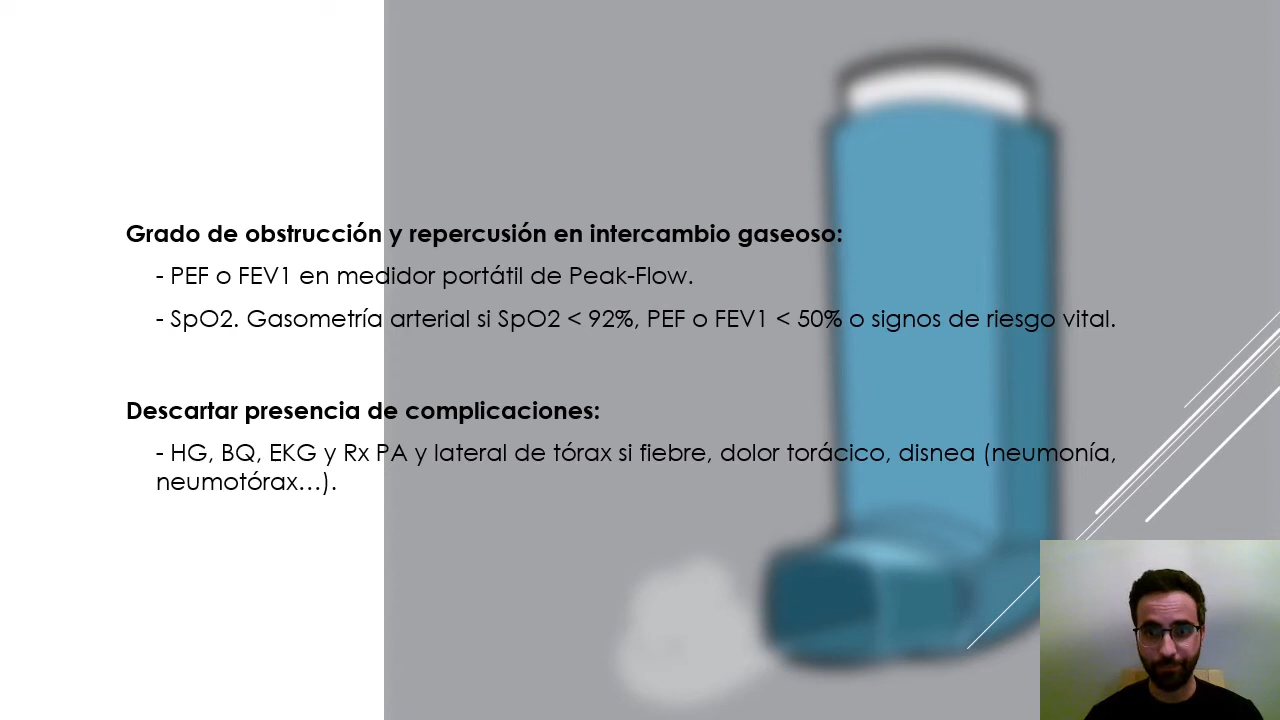 Grado de obstrucción y repercusión en intercambio gaseoso:
- PEF o FEV1 en medidor portátil de Peak-Flow.
- SpO2. Gasometría arterial si SpO2 < 92%, PEF o FEV1 < 50% o signos de riesgo vital.
Descartar presencia de complicaciones:
- HG, BQ, EKG y Rx PA y lateral de tórax si fiebre, dolor torácico, disnea (neumonía,
neumotórax…).